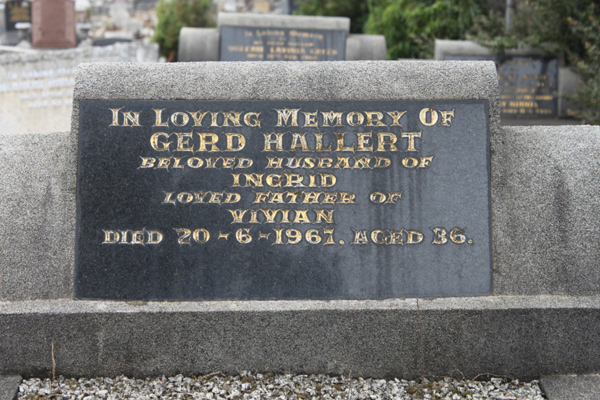 In Loving Memory Of
GERD HALLERT
BELOVED HUSBAND OF
INGRID
LOVED FATHER OF
VIVIAN
DIED 20-6-1967. AGED 36.